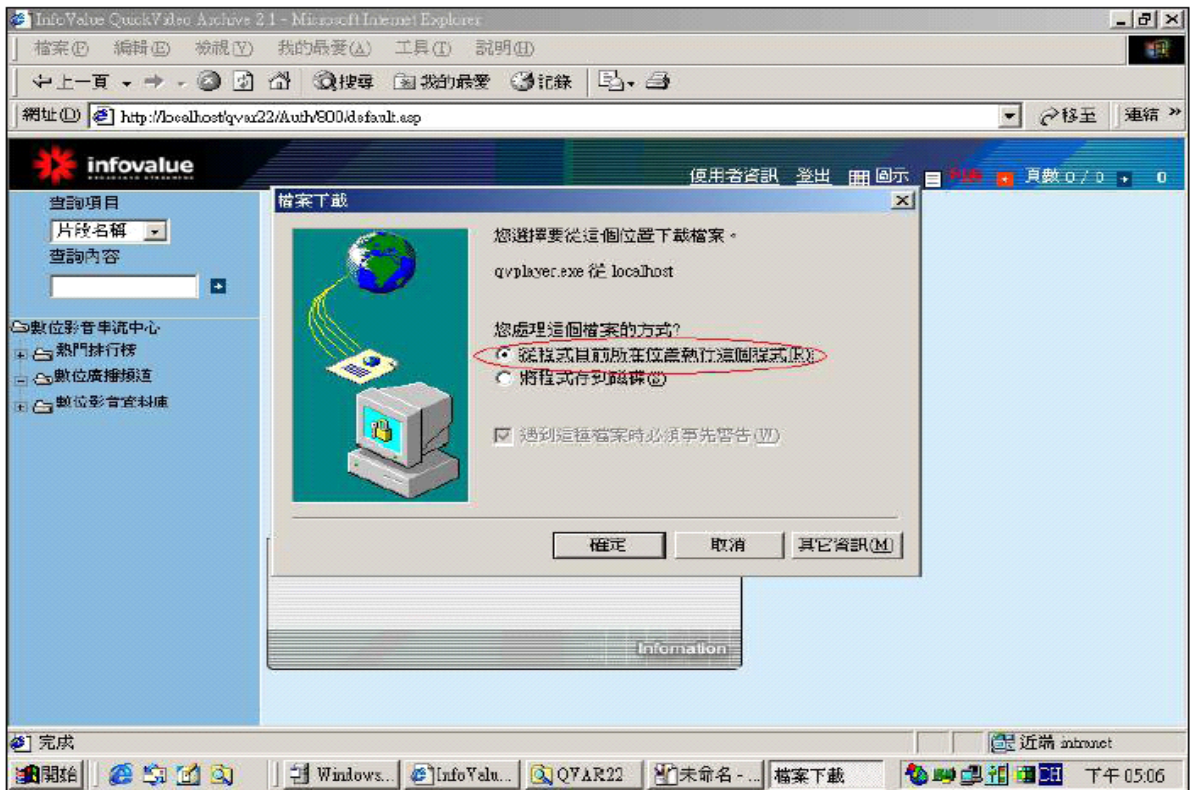 InfoValue QuickVideo Archive 2.1 - Microsoft Internet Explorer
檔案(F) 編輯(E) 檢視(V) 我的最愛(A) 工具(T) 說明(H)
上一頁 搜尋 我的最愛 記錄
網址(D) http://localhost/qvar22/Auth/800/default.asp 移至 連結 »
infovalue
使用者資訊 登出 圖示 列表 頁數 0 / 0 0
查詢項目
片段名稱
查詢內容
數位影音串流中心
熱門排行榜
數位廣播頻道
數位影音資料庫
檔案下載
您選擇要從這個位置下載檔案。
qvplayer.exe 從 localhost
您處理這個檔案的方式?
從程式目前所在位置執行這個程式(R)
將程式存到磁碟(S)
遇到這種檔案時必須事先警告(W)
確定 取消 其它資訊(M)
Infomation
完成 近端 intranet
開始 Windows... InfoValu... QVAR22 未命名 - ... 檔案下載 CH 下午 05:06